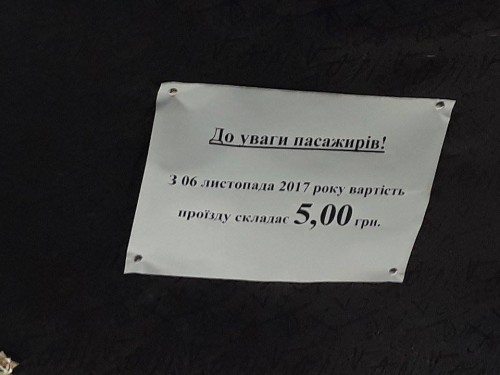 До уваги пасажирів!
З 06 листопада 2017 року вартість
проїзду складає 5,00 грн.